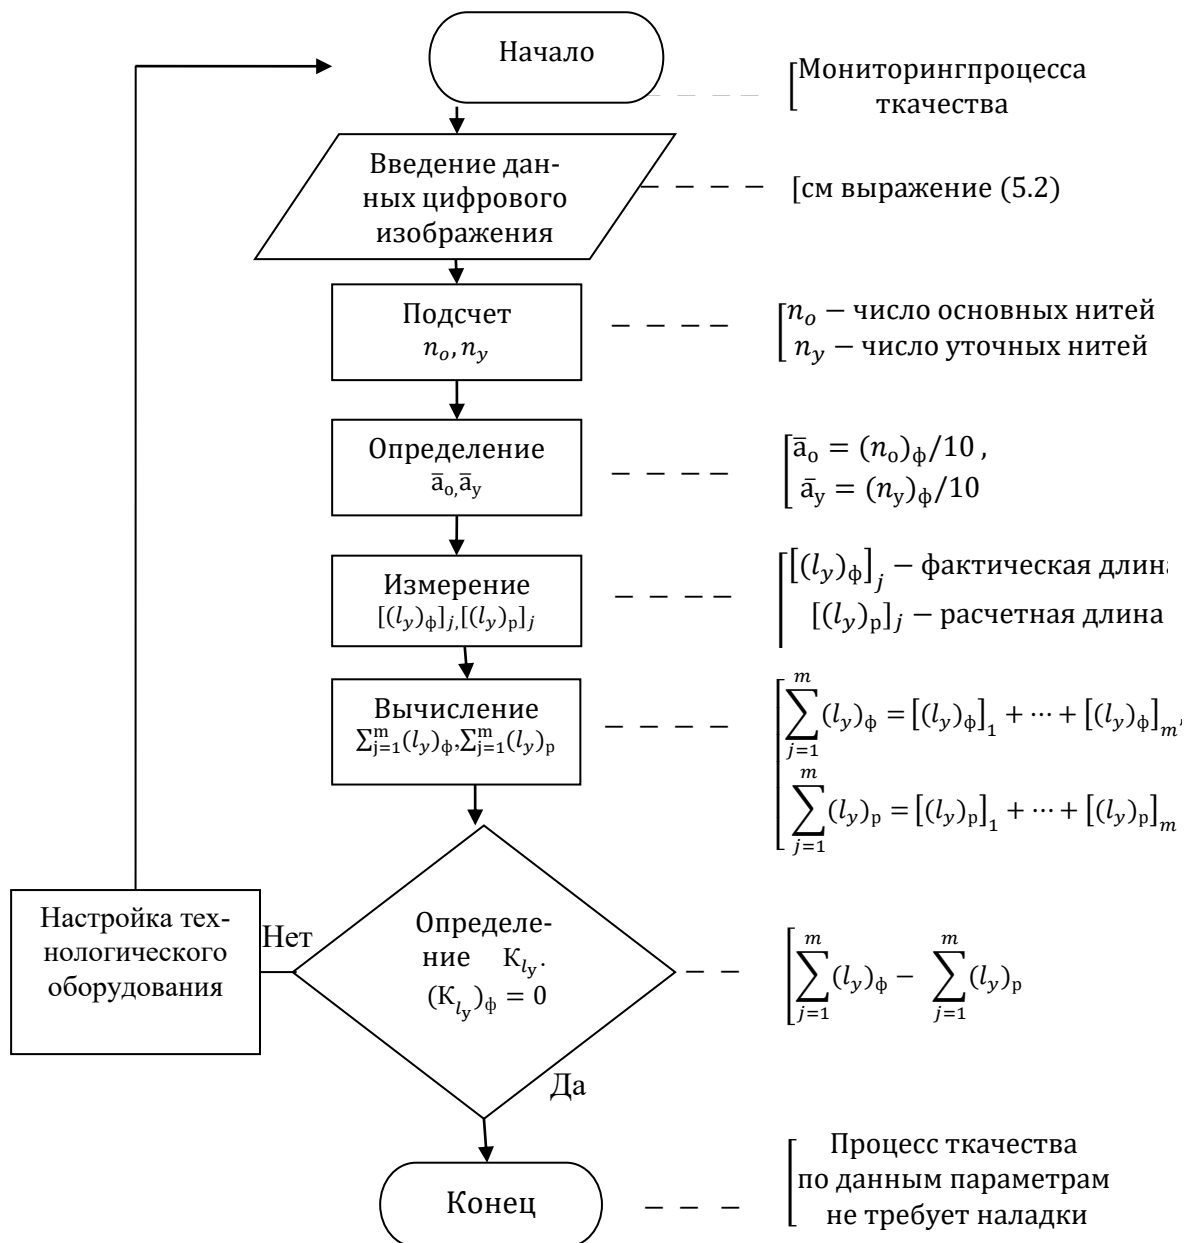 Начало
[Мониторингпроцесса
ткачества
Введение дан-
ных цифрового
изображения
[см выражение (5.2)
Подсчет
n_o, n_y
[n_o − число основных нитей
n_y − число уточных нитей
Определение
ā_о, ā_у
[ā_о = (n_о)_ф/10 ,
ā_у = (n_у)_ф/10
Измерение
[(l_y)_ф]_j, [(l_y)_р]_j
[[(l_y)_ф]_j − фактическая длина
[(l_y)_р]_j − расчетная длина
Вычисление
∑_{j=1}^{m}(l_y)_ф, ∑_{j=1}^{m}(l_y)_р
[∑_{j=1}^{m}(l_y)_ф = [(l_y)_ф]_1 + ⋯ + [(l_y)_ф]_m,
∑_{j=1}^{m}(l_y)_р = [(l_y)_р]_1 + ⋯ + [(l_y)_р]_m
Настройка тех-
нологического
оборудования
Нет
Определе-
ние К_{l_у}.
(К_{l_у})_ф = 0
[∑_{j=1}^{m}(l_y)_ф − ∑_{j=1}^{m}(l_y)_р
Да
Конец
[Процесс ткачества
по данным параметрам
не требует наладки